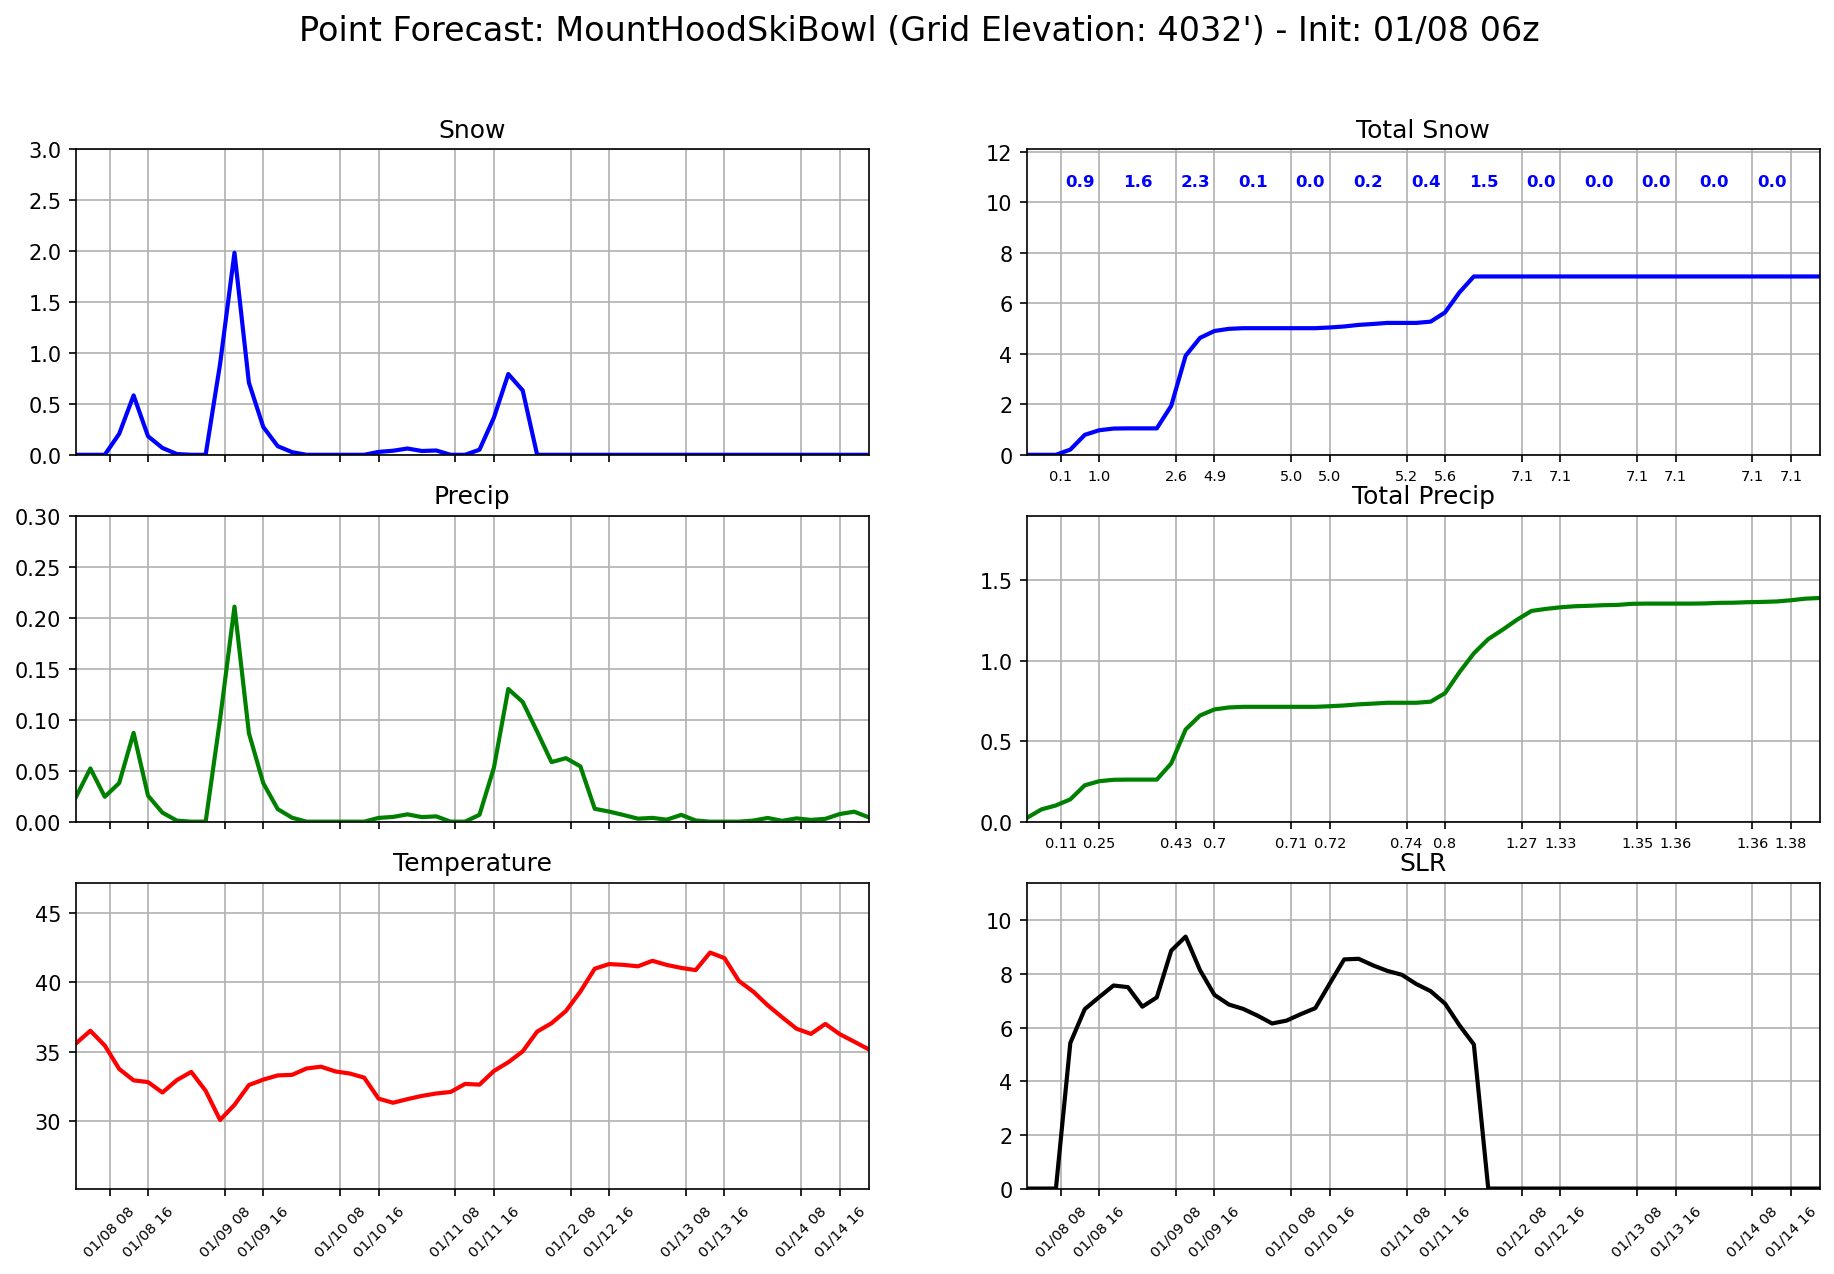 Point Forecast: MountHoodSkiBowl (Grid Elevation: 4032') - Init: 01/08 06z
Snow
3.0
2.5
2.0
1.5
1.0
0.5
0.0
Total Snow
12
10
8
6
4
2
0
0.9 1.6 2.3 0.1 0.0 0.2 0.4 1.5 0.0 0.0 0.0 0.0 0.0
0.1 1.0 2.6 4.9 5.0 5.0 5.2 5.6 7.1 7.1 7.1 7.1 7.1 7.1
Precip
0.30
0.25
0.20
0.15
0.10
0.05
0.00
Total Precip
1.5
1.0
0.5
0.0
0.11 0.25 0.43 0.7 0.71 0.72 0.74 0.8 1.27 1.33 1.35 1.36 1.36 1.38
Temperature
45
40
35
30
01/08 08 01/08 16 01/09 08 01/09 16 01/10 08 01/10 16 01/11 08 01/11 16 01/12 08 01/12 16 01/13 08 01/13 16 01/14 08 01/14 16
SLR
10
8
6
4
2
0
01/08 08 01/08 16 01/09 08 01/09 16 01/10 08 01/10 16 01/11 08 01/11 16 01/12 08 01/12 16 01/13 08 01/13 16 01/14 08 01/14 16